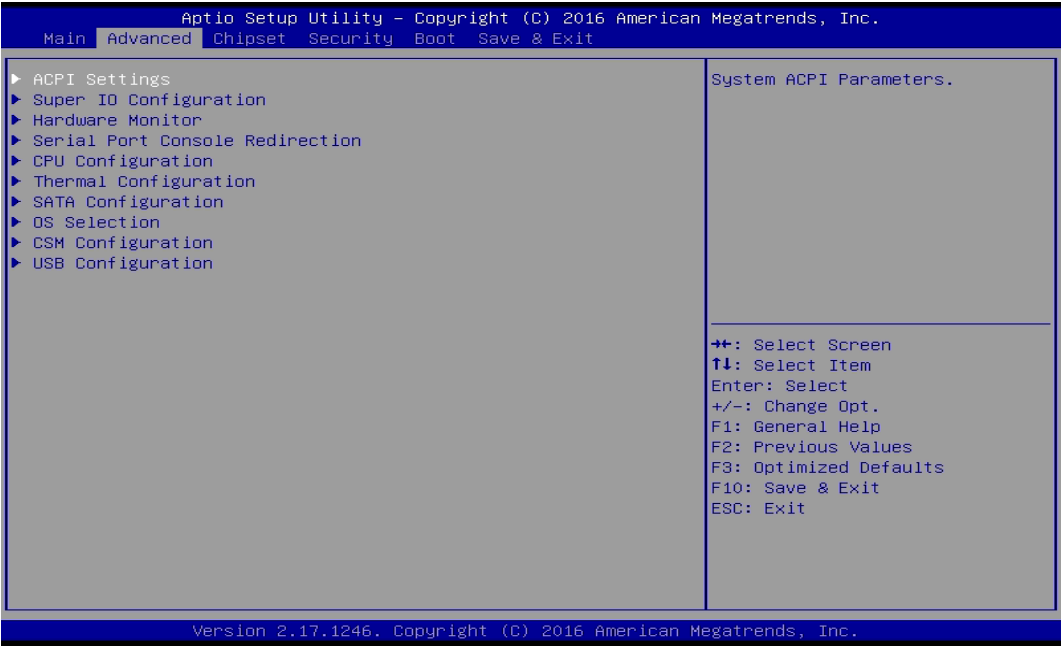 Aptio Setup Utility – Copyright (C) 2016 American Megatrends, Inc.
Main Advanced Chipset Security Boot Save & Exit
▶ ACPI Settings
▶ Super IO Configuration
▶ Hardware Monitor
▶ Serial Port Console Redirection
▶ CPU Configuration
▶ Thermal Configuration
▶ SATA Configuration
▶ OS Selection
▶ CSM Configuration
▶ USB Configuration
System ACPI Parameters.
→←: Select Screen
↑↓: Select Item
Enter: Select
+/-: Change Opt.
F1: General Help
F2: Previous Values
F3: Optimized Defaults
F10: Save & Exit
ESC: Exit
Version 2.17.1246. Copyright (C) 2016 American Megatrends, Inc.